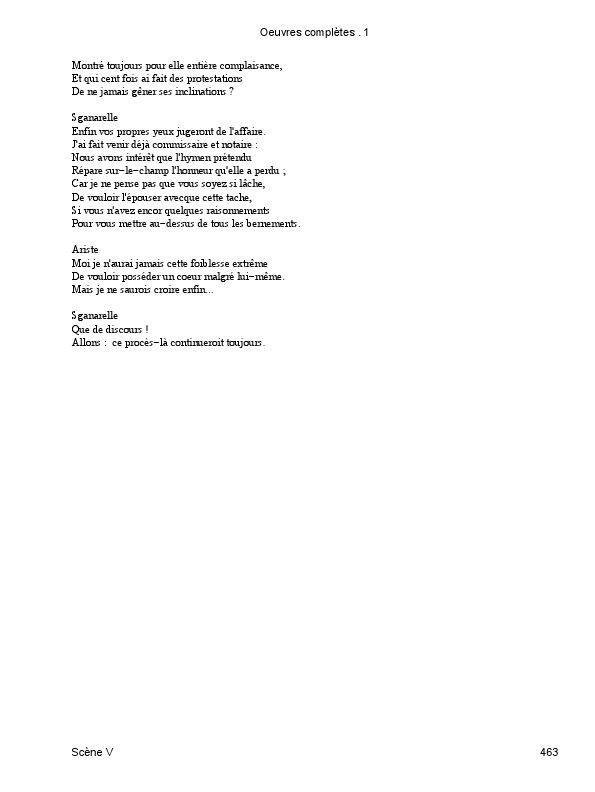 Oeuvres complètes . 1
Montré toujours pour elle entière complaisance,
Et qui cent fois ai fait des protestations
De ne jamais gêner ses inclinations ?
Sganarelle
Enfin vos propres yeux jugeront de l'affaire.
J'ai fait venir déjà commissaire et notaire :
Nous avons intérêt que l'hymen prétendu
Répare sur−le−champ l'honneur qu'elle a perdu ;
Car je ne pense pas que vous soyez si lâche,
De vouloir l'épouser avecque cette tache,
Si vous n'avez encor quelques raisonnements
Pour vous mettre au−dessus de tous les bernements.
Ariste
Moi je n'aurai jamais cette foiblesse extrême
De vouloir posséder un coeur malgré lui−même.
Mais je ne saurois croire enfin...
Sganarelle
Que de discours !
Allons :  ce procès−là continueroit toujours.
Scène V
463